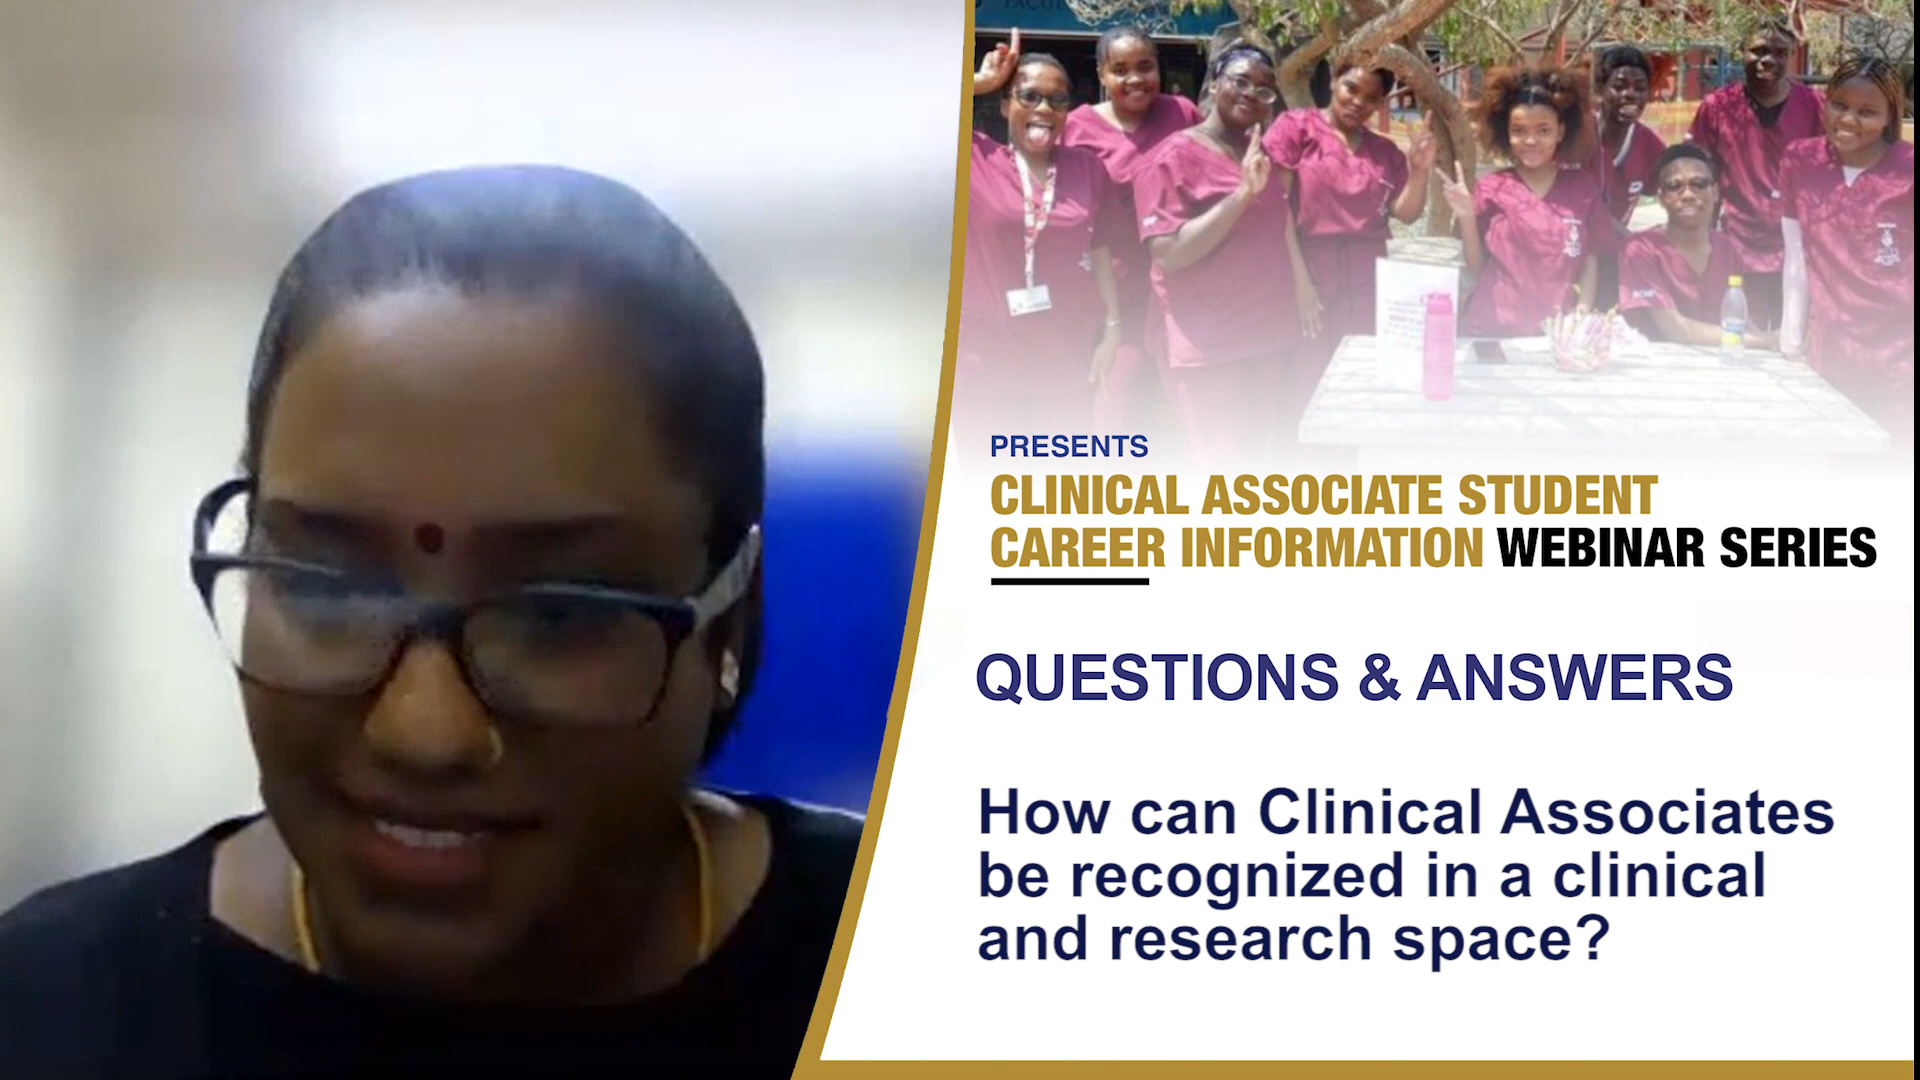 PRESENTS
CLINICAL ASSOCIATE STUDENT
CAREER INFORMATION WEBINAR SERIES
QUESTIONS & ANSWERS
How can Clinical Associates
be recognized in a clinical
and research space?